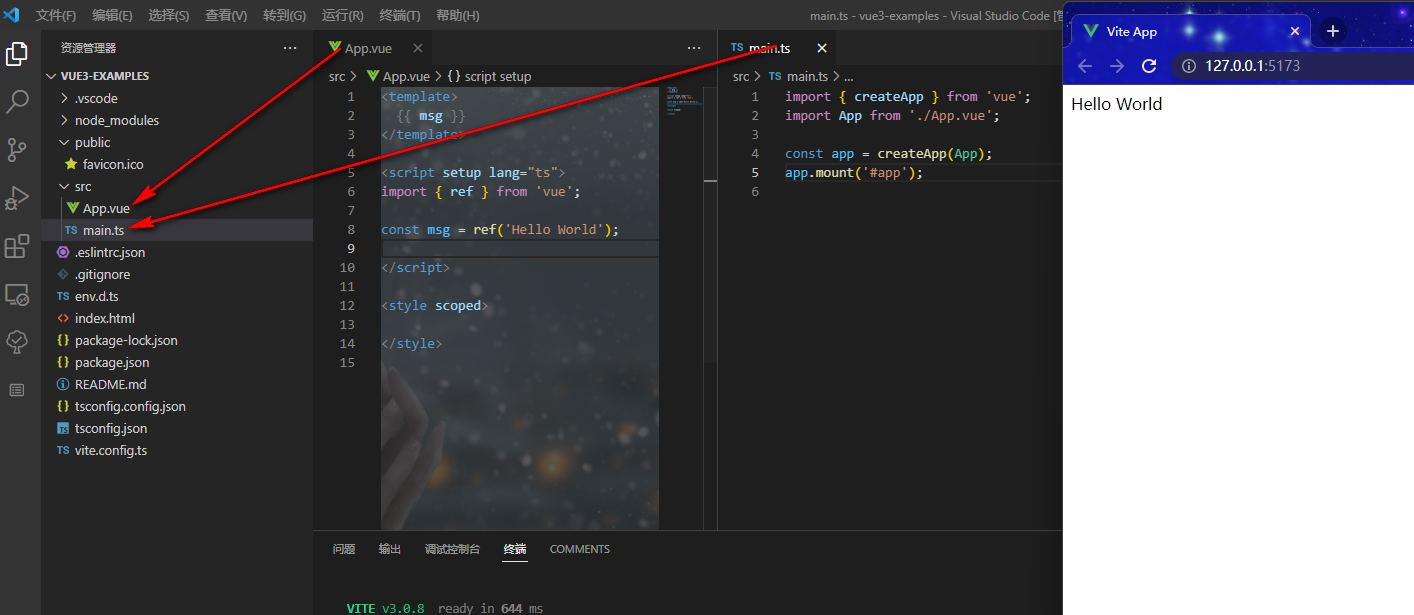 文件(F) 编辑(E) 选择(S) 查看(V) 转到(G) 运行(R) 终端(T) 帮助(H)
main.ts - vue3-examples - Visual Studio Code [管
资源管理器
VUE3-EXAMPLES
.vscode
node_modules
public
favicon.ico
src
App.vue
TS main.ts
.eslintrc.json
.gitignore
TS env.d.ts
<> index.html
{} package-lock.json
{} package.json
README.md
{} tsconfig.config.json
TS tsconfig.json
TS vite.config.ts
App.vue
src > App.vue > {} script setup
1 <template>
2 {{ msg }}
3 </template>
4
5 <script setup lang="ts">
6 import { ref } from 'vue';
7
8 const msg = ref('Hello World');
9
10 </script>
11
12 <style scoped>
13
14 </style>
15
TS main.ts
src > TS main.ts > ...
1 import { createApp } from 'vue';
2 import App from './App.vue';
3
4 const app = createApp(App);
5 app.mount('#app');
6
问题 输出 调试控制台 终端 COMMENTS
VITE v3.0.8 ready in 644 ms
Vite App
127.0.0.1:5173
Hello World